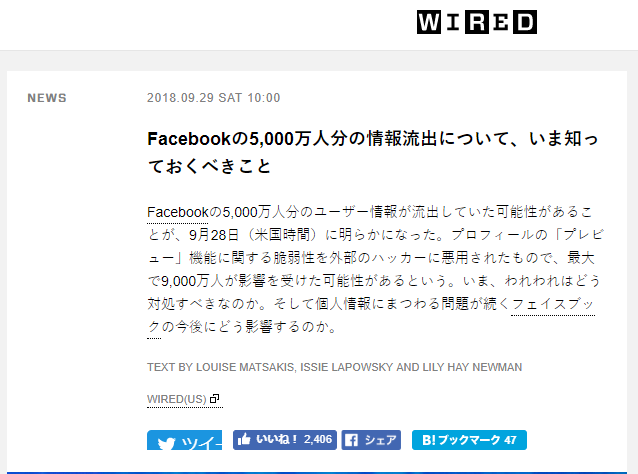 WIRED
NEWS
2018.09.29 SAT 10:00
Facebookの5,000万人分の情報流出について、いま知っ
ておくべきこと
Facebookの5,000万人分のユーザー情報が流出していた可能性があるこ
とが、9月28日（米国時間）に明らかになった。プロフィールの「プレビ
ュー」機能に関する脆弱性を外部のハッカーに悪用されたもので、最大
で9,000万人が影響を受けた可能性があるという。いま、われわれはどう
対処すべきなのか。そして個人情報にまつわる問題が続くフェイスブッ
クの今後にどう影響するのか。
TEXT BY LOUISE MATSAKIS, ISSIE LAPOWSKY AND LILY HAY NEWMAN
WIRED(US)
ツイー いいね！ 2,406 シェア B!ブックマーク 47